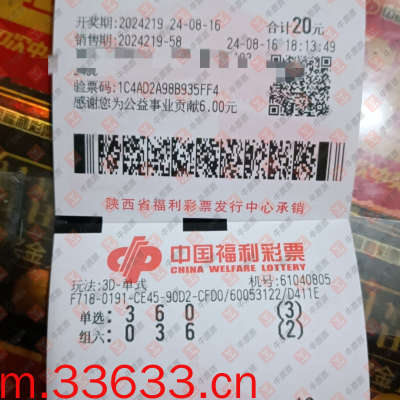 开奖期:2024219 24-08-16 合计20元
销售期:2024219-58 24-08-16 18:13:49
验票码:1C4AD2A98B935FF4
感谢您为公益事业贡献6.00元
陕西省福利彩票发行中心承销
中国福利彩票
CHINA WELFARE LOTTERY
玩法:3D-单式 机号:61040805
F718-0191-CE45-90D2-CFD0/60053122/D411E
单选: 3 6 0 (3)
组六: 0 3 6 (2)
m.33633.cn